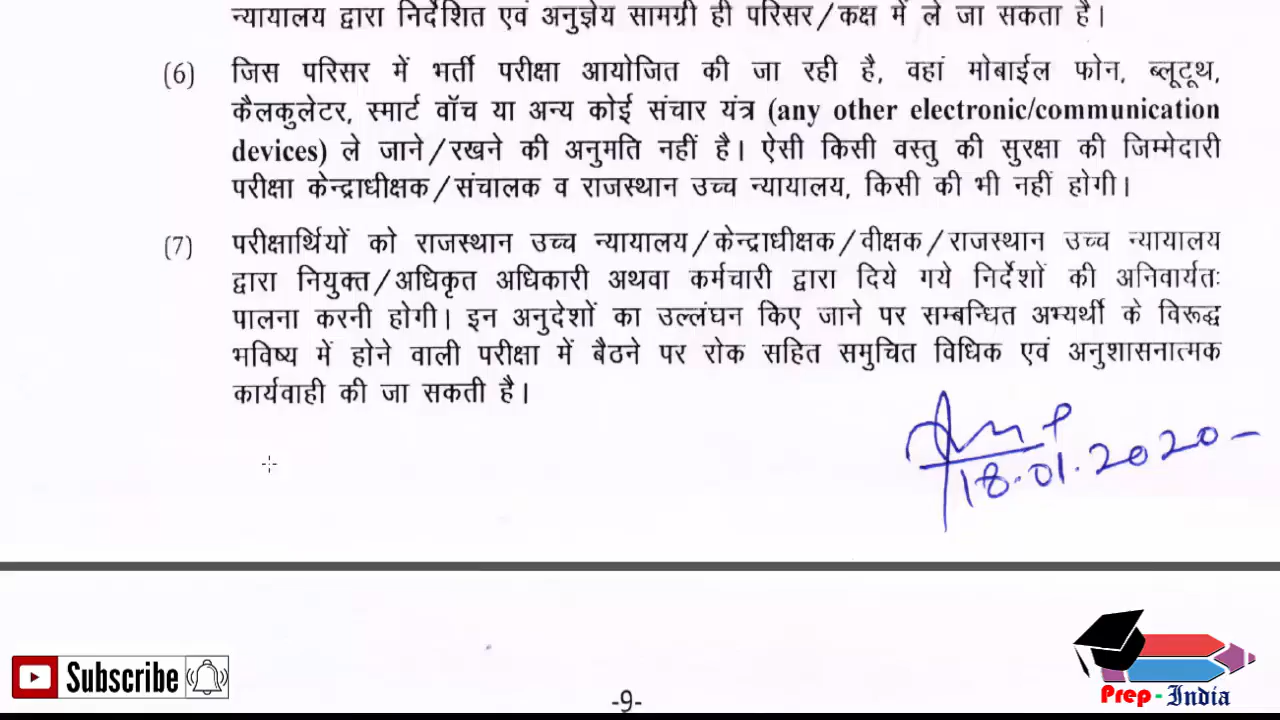 न्यायालय द्वारा निर्देशित एवं अनुज्ञेय सामग्री ही परिसर/कक्ष में ले जा सकता है।
(6) जिस परिसर में भर्ती परीक्षा आयोजित की जा रही है, वहां मोबाईल फोन, ब्लूटूथ,
कैलकुलेटर, स्मार्ट वॉच या अन्य कोई संचार यंत्र (any other electronic/communication
devices) ले जाने/रखने की अनुमति नहीं है। ऐसी किसी वस्तु की सुरक्षा की जिम्मेदारी
परीक्षा केन्द्राधीक्षक/संचालक व राजस्थान उच्च न्यायालय, किसी की भी नहीं होगी।
(7) परीक्षार्थियों को राजस्थान उच्च न्यायालय/केन्द्राधीक्षक/वीक्षक/राजस्थान उच्च न्यायालय
द्वारा नियुक्त/अधिकृत अधिकारी अथवा कर्मचारी द्वारा दिये गये निर्देशों की अनिवार्यतः
पालना करनी होगी। इन अनुदेशों का उल्लंघन किए जाने पर सम्बन्धित अभ्यर्थी के विरूद्ध
भविष्य में होने वाली परीक्षा में बैठने पर रोक सहित समुचित विधिक एवं अनुशासनात्मक
कार्यवाही की जा सकती है।
18.01.2020
Subscribe
Prep-India
-9-